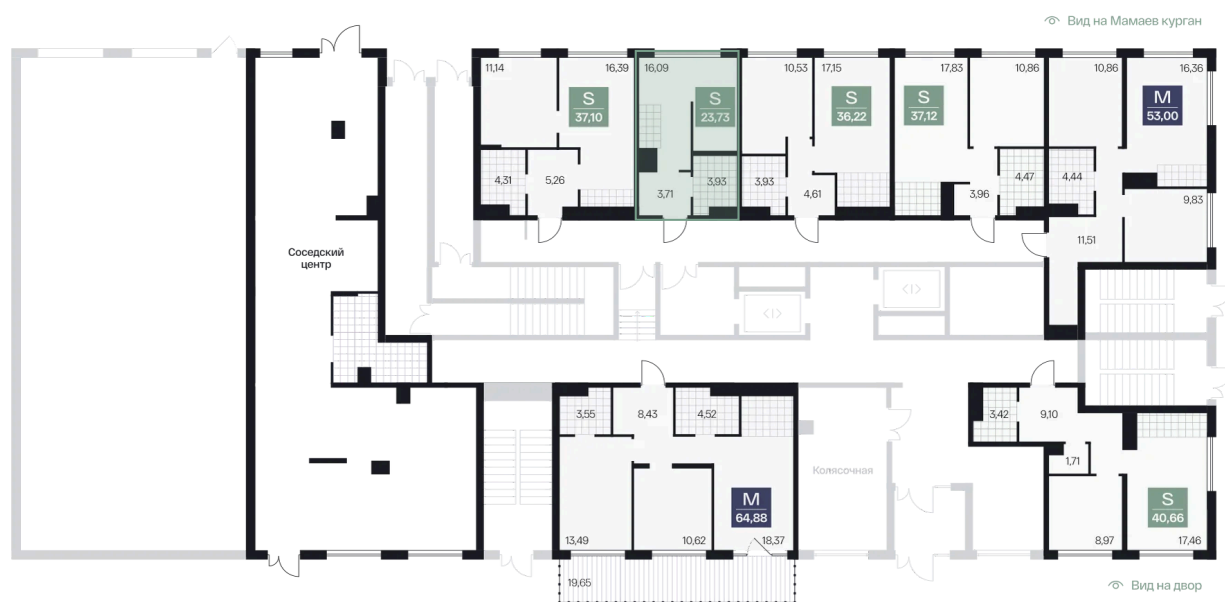 Вид на Мамаев курган
11,14
16,39
16,09
10,53
17,15
17,83
10,86
10,86
16,36
S
37,10
S
23,73
S
36,22
S
37,12
M
53,00
4,31
5,26
3,71
3,93
3,93
4,61
3,96
4,47
4,44
9,83
11,51
Соседский
центр
<I>
<I>
3,55
8,43
4,52
3,42
9,10
1,71
Колясочная
M
64,88
S
40,66
13,49
10,62
18,37
8,97
17,46
19,65
Вид на двор